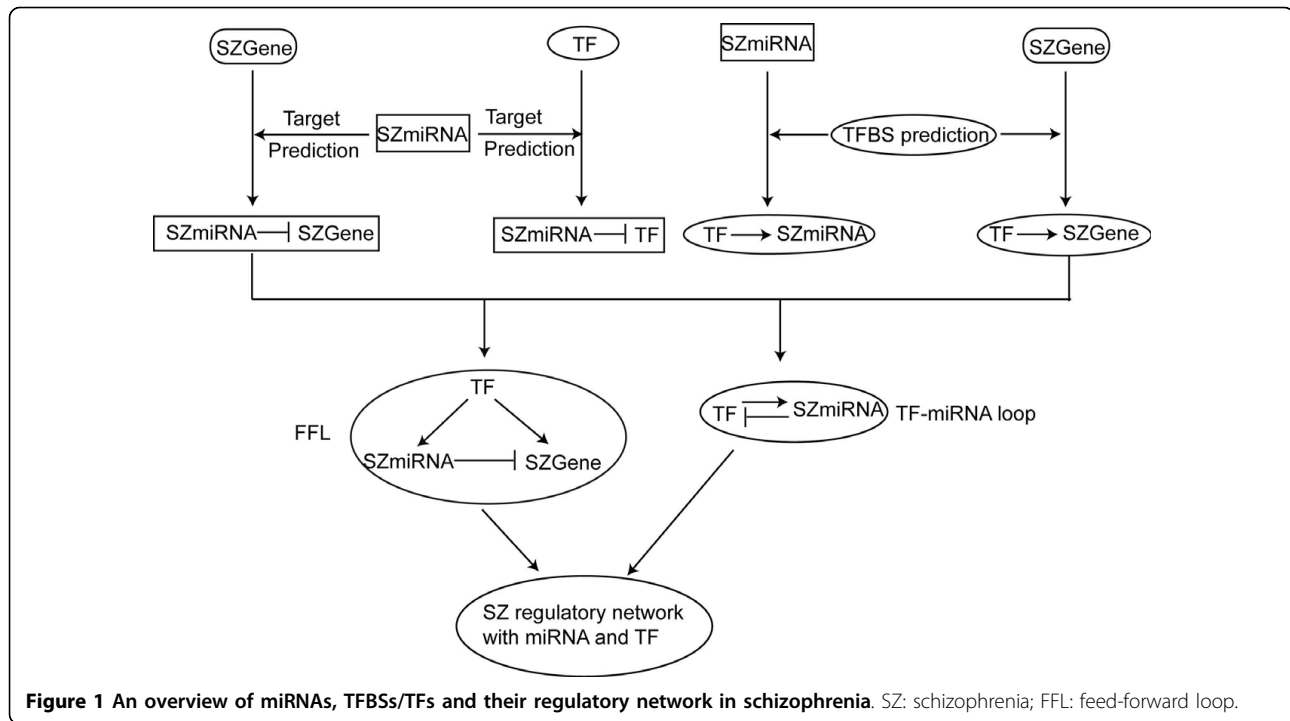 SZGene
TF
SZmiRNA
SZGene
Target
Prediction
SZmiRNA
Target
Prediction
TFBS prediction
SZmiRNA SZGene
SZmiRNA TF
TF SZmiRNA
TF SZGene
TF
FFL
SZmiRNA SZGene
TF SZmiRNA
TF-miRNA loop
SZ regulatory network
with miRNA and TF
Figure 1 An overview of miRNAs, TFBSs/TFs and their regulatory network in schizophrenia. SZ: schizophrenia; FFL: feed-forward loop.